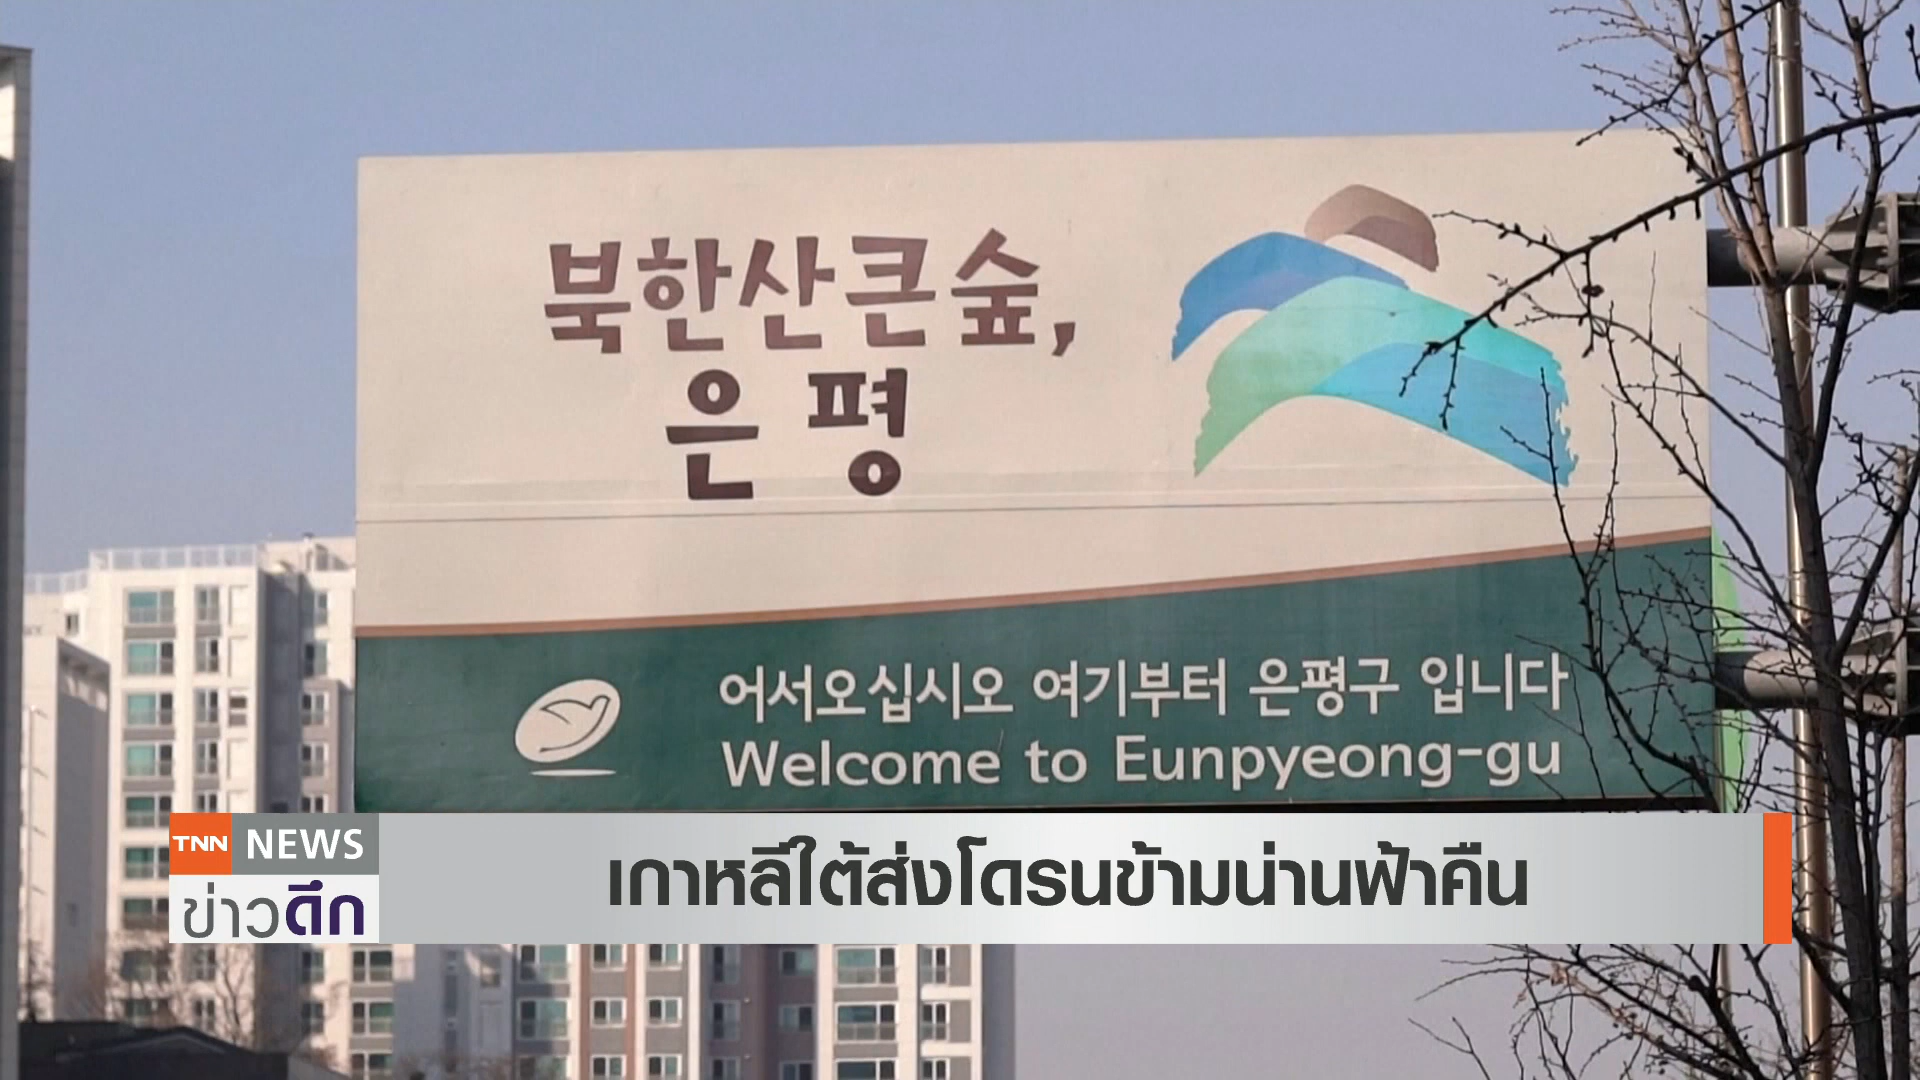 북한산큰숲,
은평
어서오십시오 여기부터 은평구 입니다
Welcome to Eunpyeong-gu
TNN NEWS
ข่าวดึก
เกาหลีใต้ส่งโดรนข้ามน่านฟ้าคืน